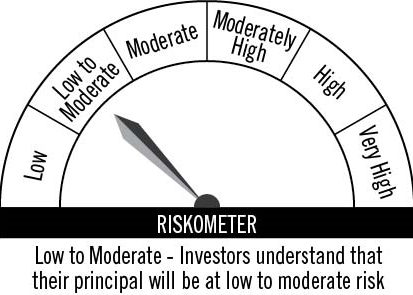 Low
Low to
Moderate
Moderate
Moderately
High
High
Very High
RISKOMETER
Low to Moderate - Investors understand that
their principal will be at low to moderate risk